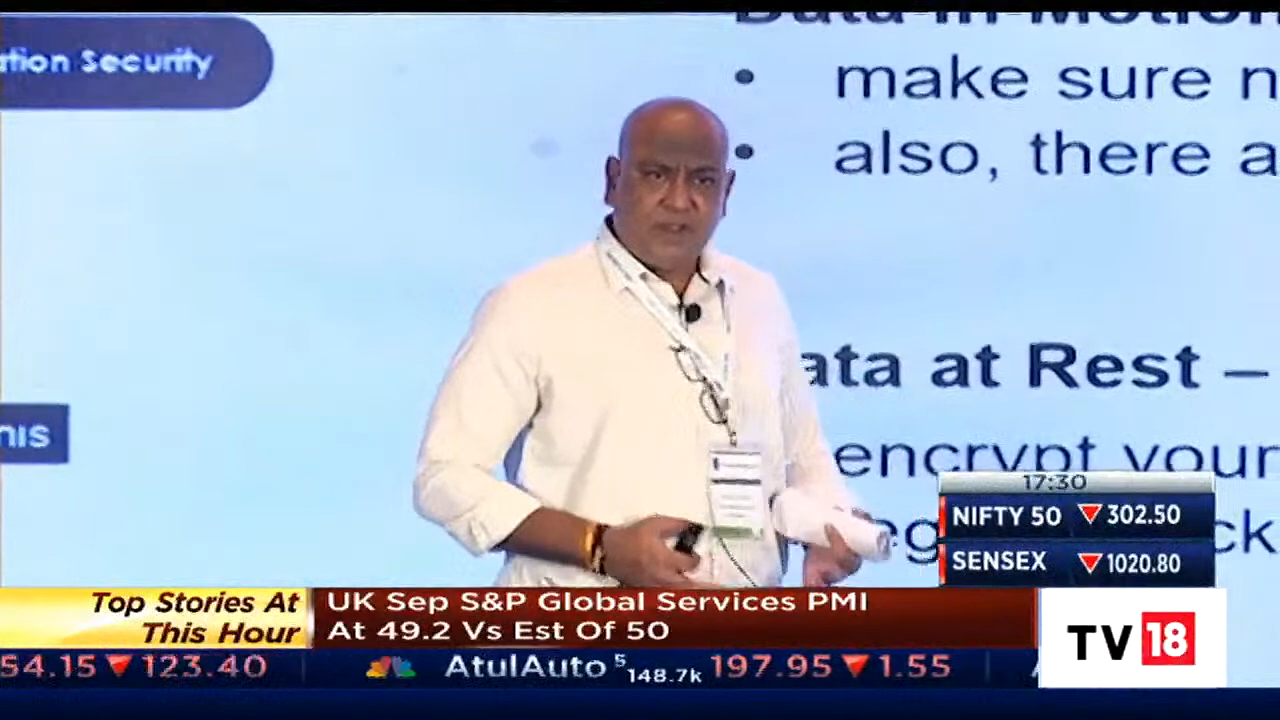 ation Security
Data-in-Motion
• make sure n
• also, there a
ata at Rest –
encrypt your
nis
17:30
NIFTY 50 ▼ 302.50
SENSEX ▼ 1020.80
Top Stories At
This Hour
UK Sep S&P Global Services PMI
At 49.2 Vs Est Of 50
54.15 ▼ 123.40 AtulAuto 5 148.7k 197.95 ▼ 1.55
TV18